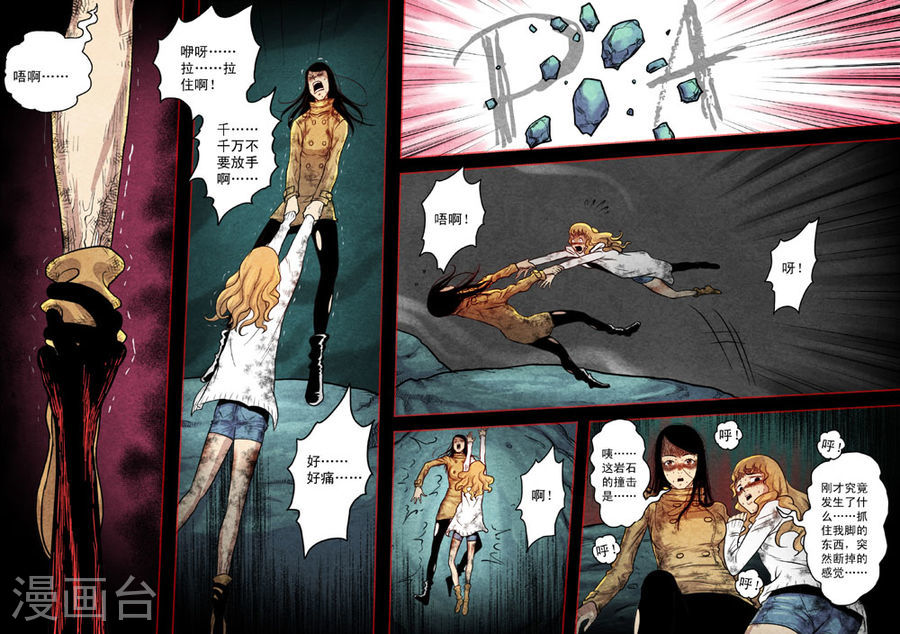 唔啊……
咿呀……
拉……拉
住啊！
千……不
千万手
要放
啊……
好……
好痛……
PA
唔啊！
呀！
啊！
咦……
这岩石
的撞击
是……
呼！
呼！
呼！
呼！
刚才究竟
发生了什
么……抓
住我脚的
东西，突
然断掉的
感觉……
漫画台